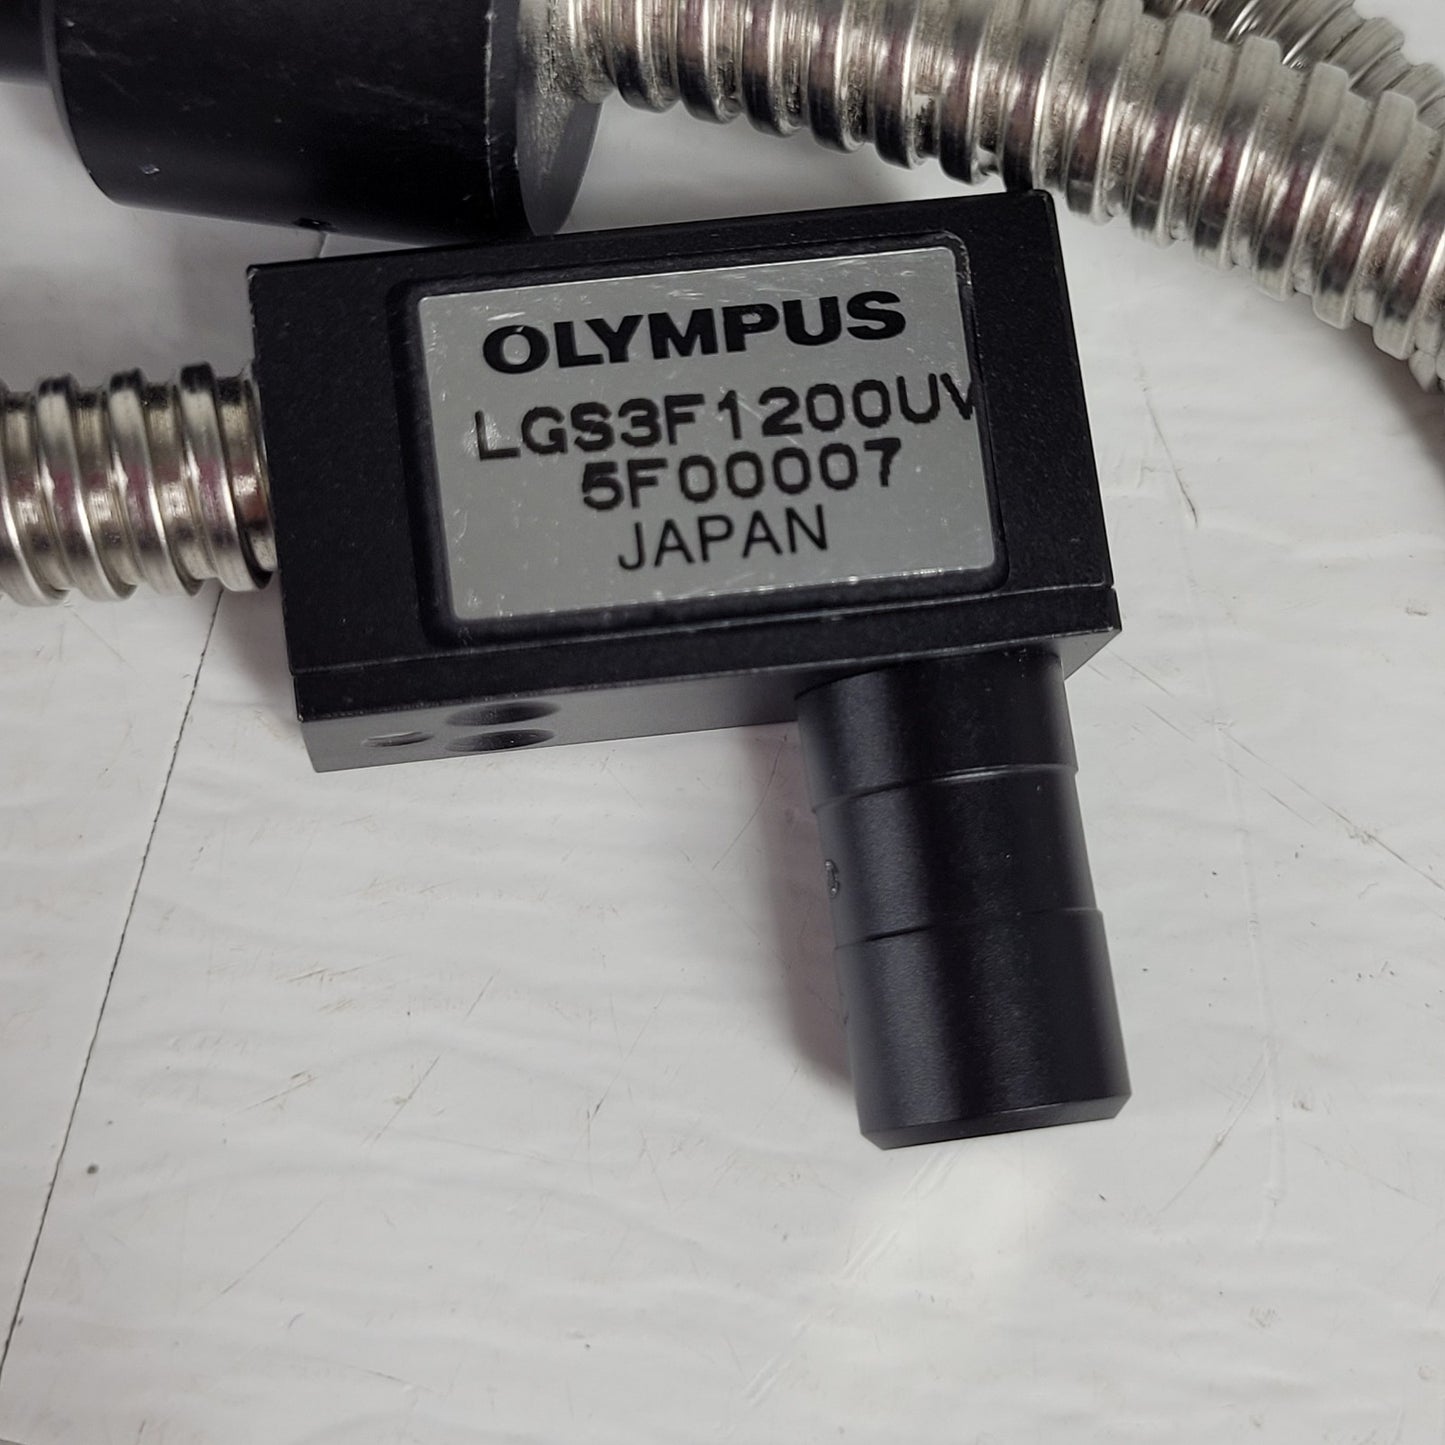 OLYMPUS
LGS3F1200UV
5F00007
JAPAN